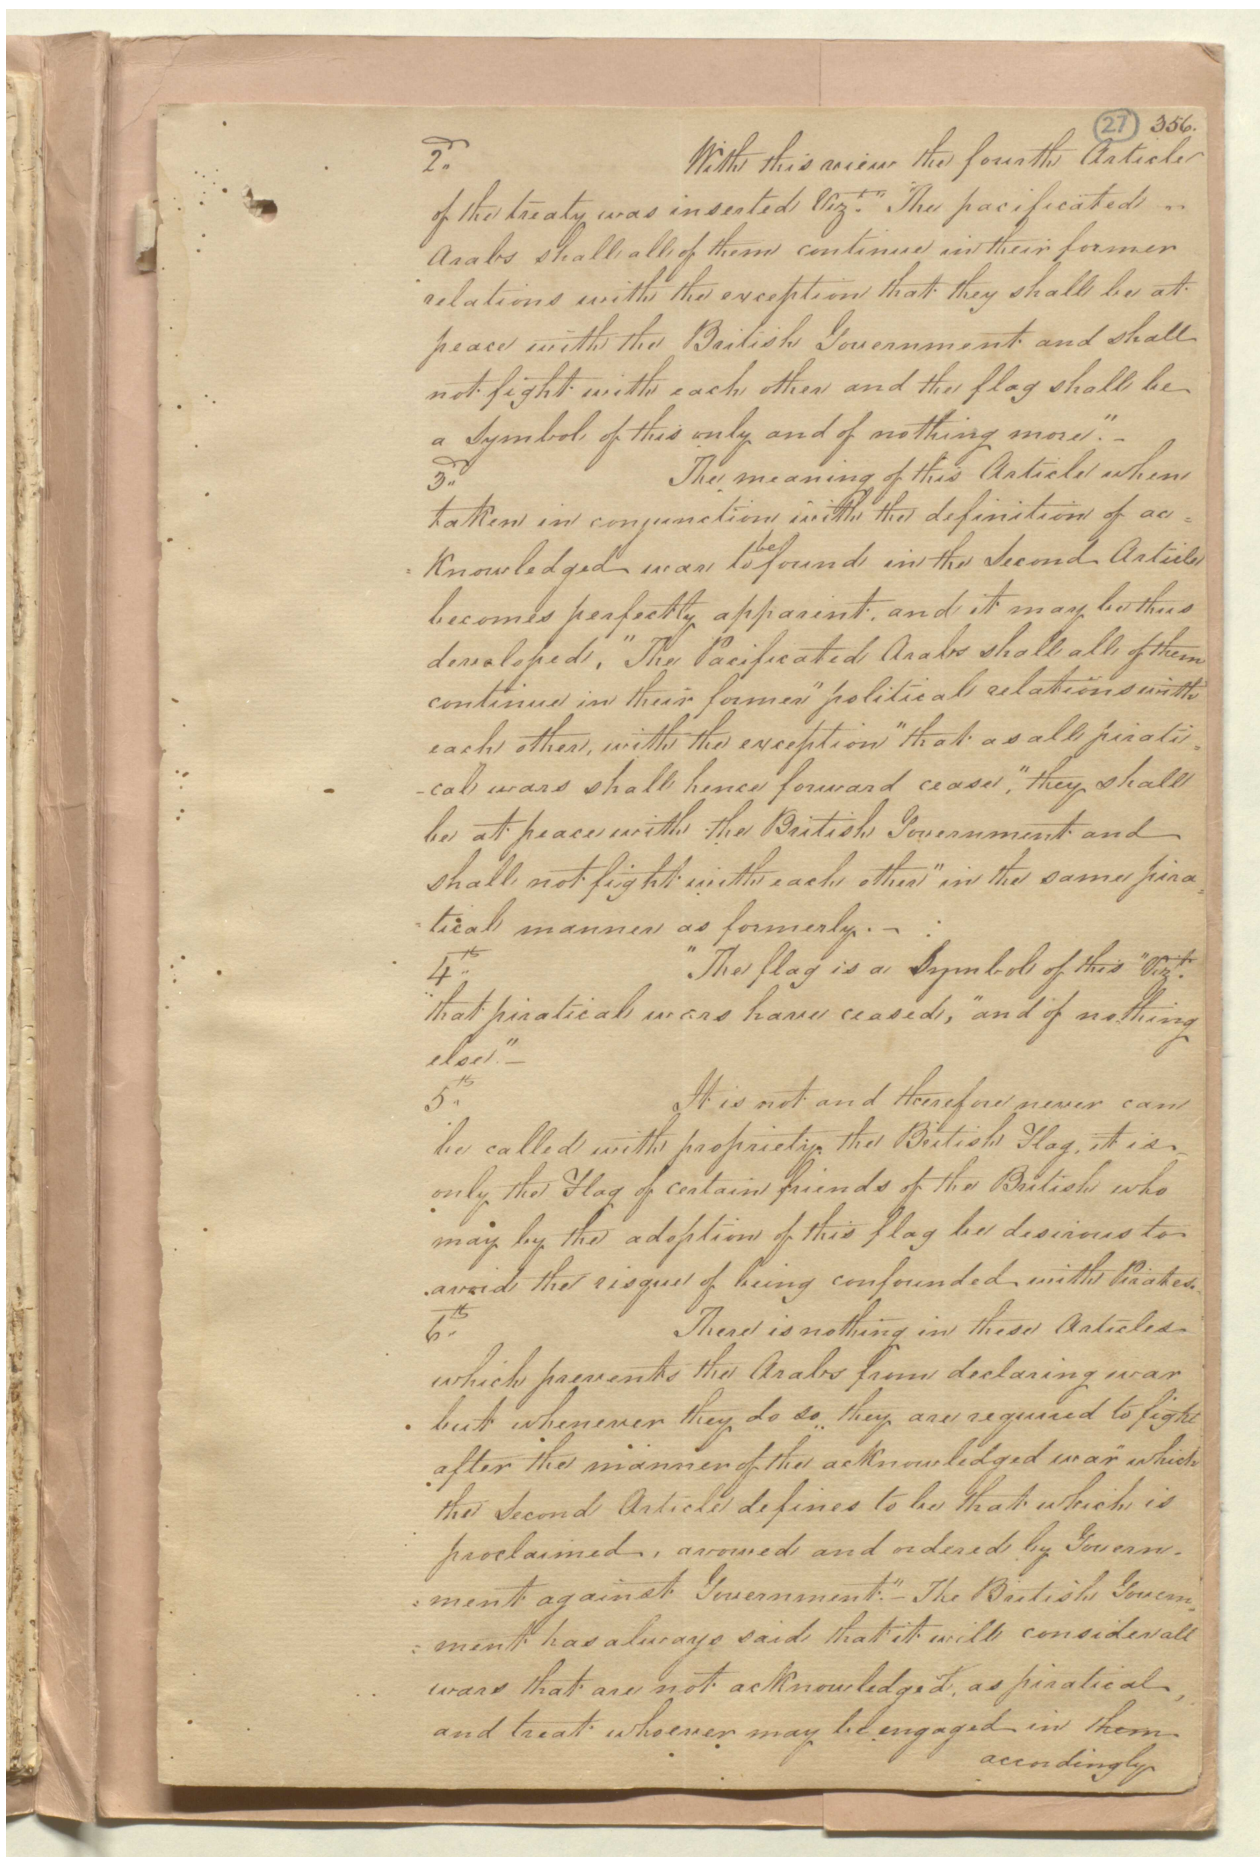 27 356.
2d. With this view the fourth Article
of the treaty was inserted Vizt. "The pacificated
Arabs shall all of them continue in their former
relations with the exception that they shall be at
peace with the British Government and shall
not fight with each other and the flag shall be
a Symbol of this only and of nothing more."-
3d. The meaning of this Article when
taken in conjunction with the definition of ac=
=knowledged war to be found in the Second Article
becomes perfectly apparent, and it may be thus
developed, "The Pacificated Arabs shall all of them
continue in their former" political relations with
each other, with the exception "that as all pirati=
-cal wars shall hence forward cease", "they shall
be at peace with the British Government and
shall not fight with each other" in the same pira=
=tical manner as formerly. -
4th. "The flag is a Symbol of this" Vizt.
that piratical wars have ceased, "and of nothing
else"-
5th. It is not and therefore never can
be called with propriety the British Flag, it is
only the Flag of certain friends of the British who
may by the adoption of this flag be desirous to
avoid the risque of being confounded with Pirates.
6th. There is nothing in these Articles
which prevents the Arabs from declaring war
but whenever they do so, they are required to fight
after the manner of the acknowledged war which
the Second Article defines to be "that which is
proclaimed, avowed and ordered by Govern-
=ment against Government."- The British Govern=
=ment has always said that it will consider all
wars that are not acknowledged, as piratical,
and treat whoever may be engaged in them
accordingly